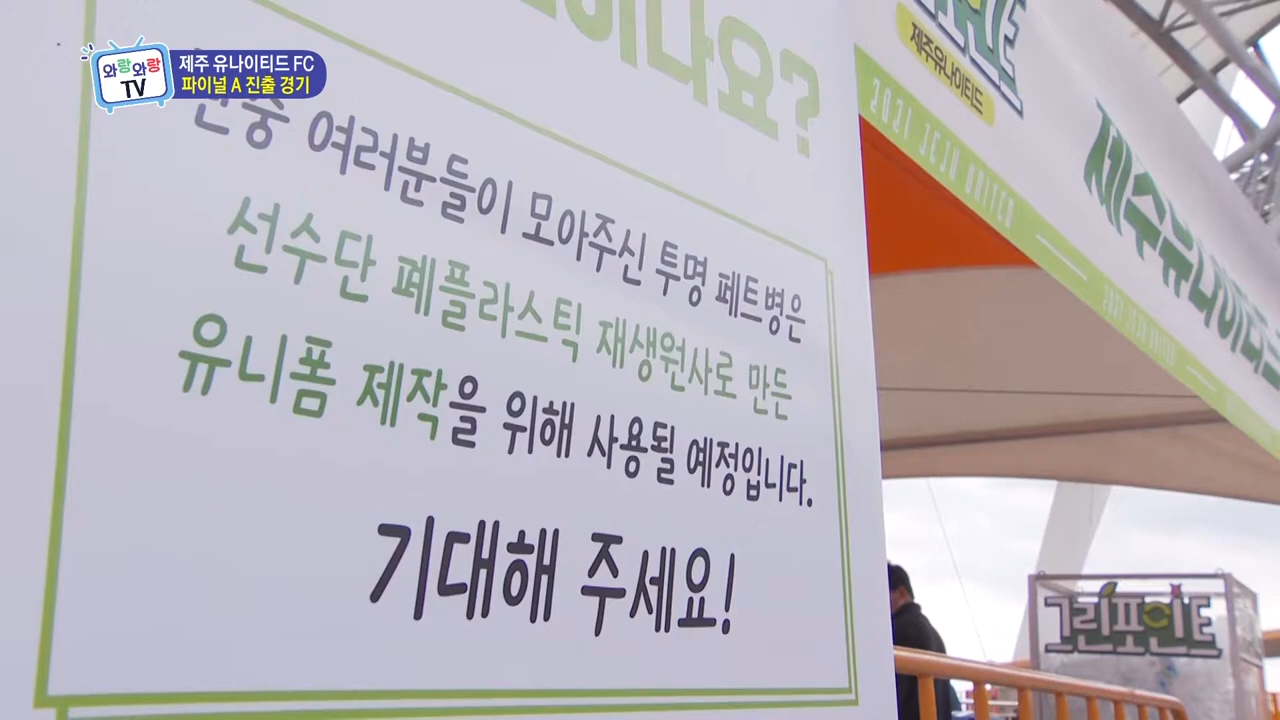 와랑와랑
TV
제주 유나이티드 FC
파이널 A 진출 경기
여러분들이 모아주신 투명 페트병은
선수단 폐플라스틱 재생원사로 만든
유니폼 제작을 위해 사용될 예정입니다.
기대해 주세요!
제주유나이티드
2021 JEJU UNITED
그린포인트